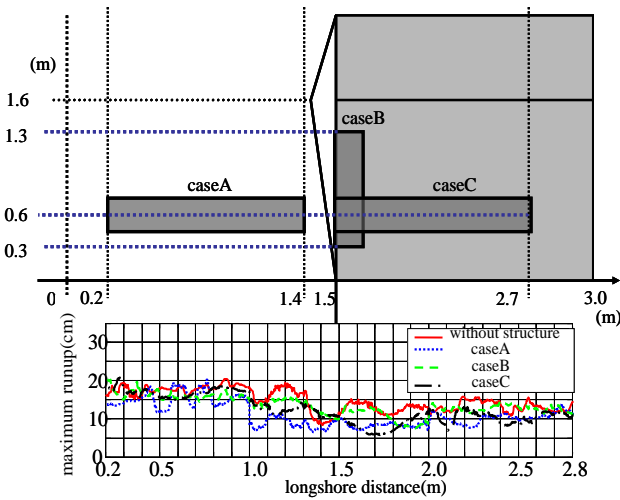 (m)
1.6
1.3
0.6
0.3
caseB
caseA
caseC
0
0.2
1.4
1.5
2.7
3.0
(m)
maximum runup(cm)
30
20
10
0
without structure
caseA
caseB
caseC
0.2
0.5
1.0
1.5
2.0
2.5
2.8
longshore distance(m)